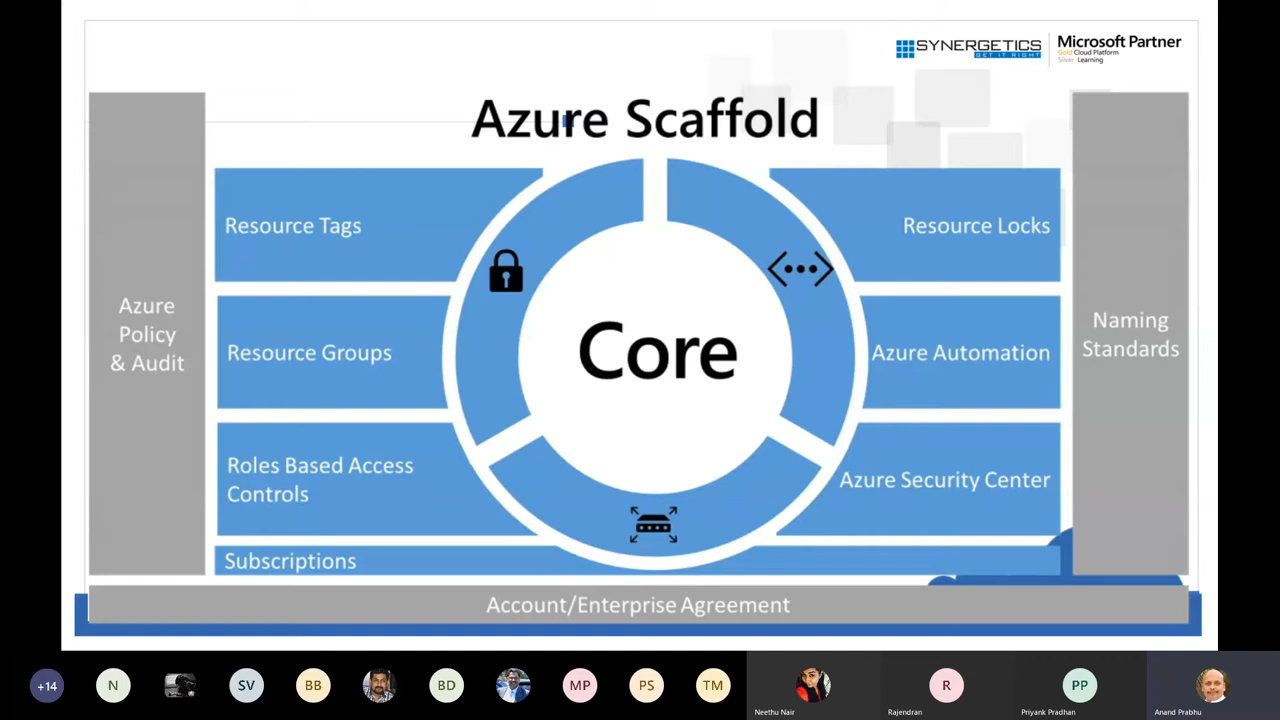 SYNERGETICS
GET IT RIGHT
Microsoft Partner
Gold Cloud Platform
Silver Learning
Azure Scaffold
Resource Tags
Resource Locks
Azure
Policy
& Audit
Resource Groups
Core
Azure Automation
Naming
Standards
Roles Based Access
Controls
Azure Security Center
Subscriptions
Account/Enterprise Agreement
+14
N
SV
BB
BD
MP
PS
TM
Neethu Nair
R
Rajendran
PP
Priyank Pradhan
Anand Prabhu